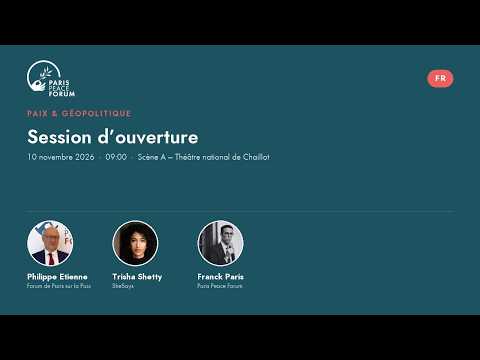 PARIS
PEACE
FORUM
FR
PAIX & GÉOPOLITIQUE
Session d’ouverture
10 novembre 2026 · 09:00 · Scène A – Théâtre national de Chaillot
Philippe Etienne
Forum de Paris sur la Paix
Trisha Shetty
SheSays
Franck Paris
Paris Peace Forum